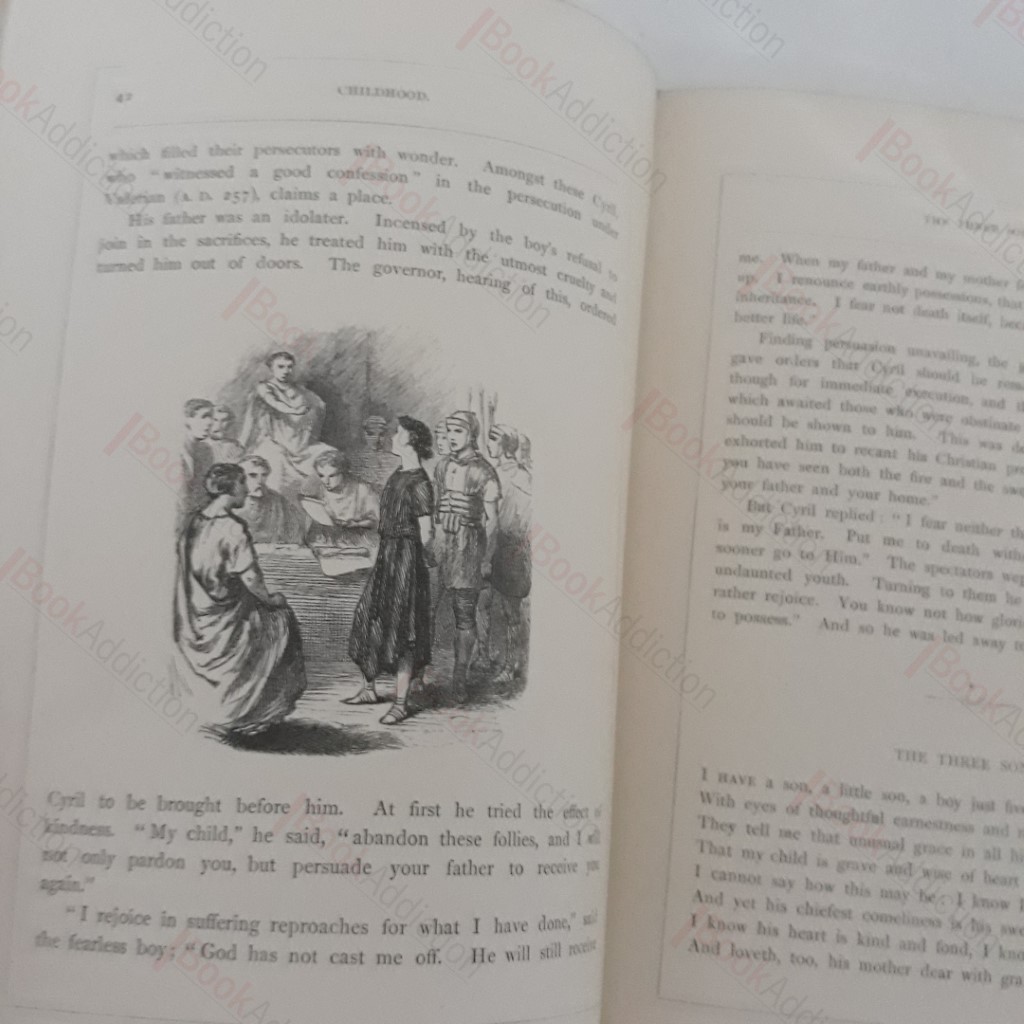 42
CHILDHOOD.
which filled their persecutors with wonder. Amongst these Cyril,
who "witnessed a good confession" in the persecution under
Valerian (A. D. 257), claims a place.
His father was an idolater. Incensed by the boy's refusal to
join in the sacrifices, he treated him with the utmost cruelty and
turned him out of doors. The governor, hearing of this, ordered
Cyril to be brought before him. At first he tried the effect of
kindness. "My child," he said, "abandon these follies, and I will
not only pardon you, but persuade your father to receive you
again."
"I rejoice in suffering reproaches for what I have done," said
the fearless boy: "God has not cast me off. He will still receive
THE THREE
me. When my father and my mother
up. I renounce earthly possessions, that
inheritance. I fear not death itself,
better life."
Finding persuasion unavailing, the
gave orders that Cyril should be
though for immediate execution, and
which awaited those who were obstinate
should be shown to him. This was
exhorted him to recant his Christian
you have seen both the fire and the
your father and your home."
But Cyril replied: "I fear neither
is my Father. Put me to death
sooner go to Him." The spectators
undaunted youth. Turning to them he
rather rejoice. You know not how
to possess." And so he was led away
THE THREE
I HAVE a son, a little son, a boy just
With eyes of thoughtful earnestness and
They tell me that unusual grace in all
That my child is grave and wise of heart
I cannot say how this may be: I know
And yet his chiefest comeliness is his
I know his heart is kind and fond, I
And loveth, too, his mother dear with
BookAddiction